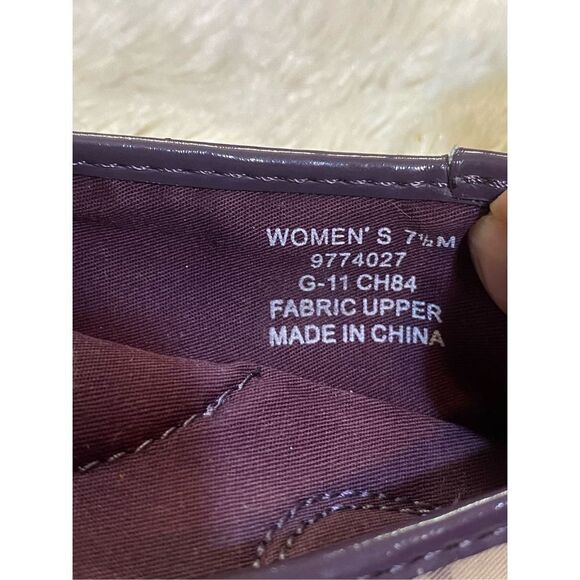 WOMEN'S 7½ M
9774027
G-11 CH84
FABRIC UPPER
MADE IN CHINA